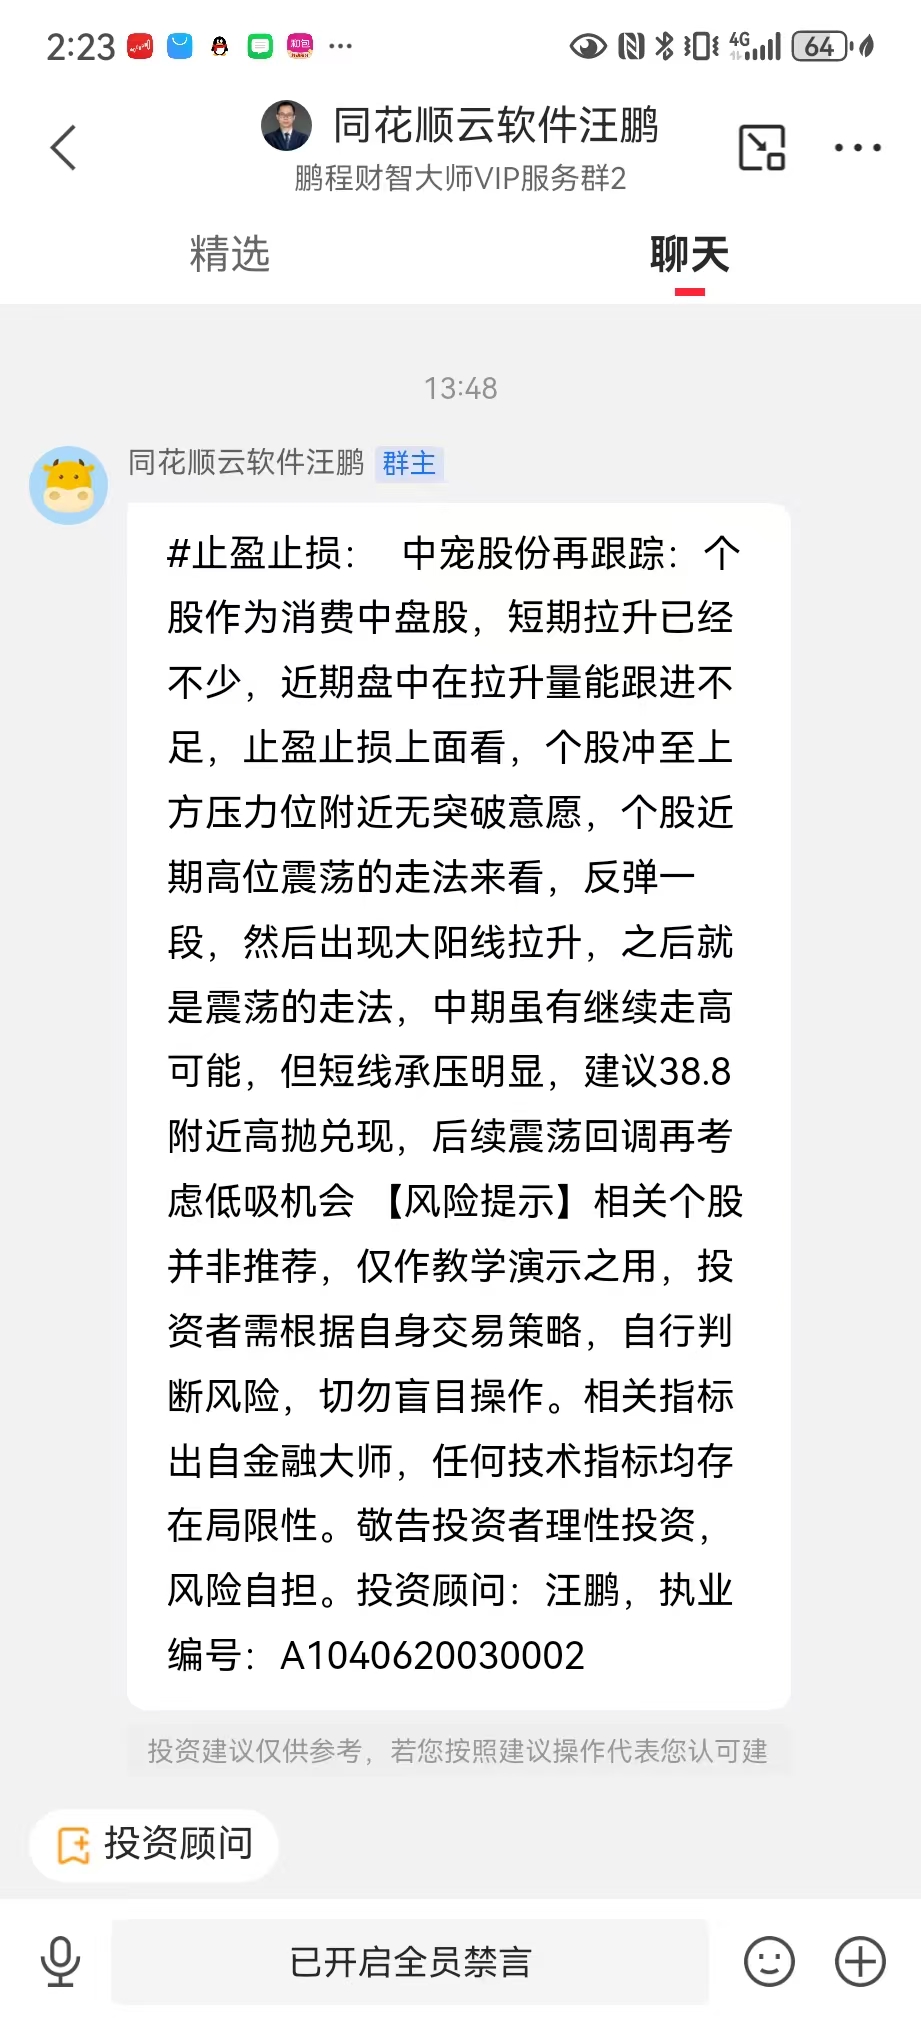 2:23
和包
4G
64
同花顺云软件汪鹏
鹏程财智大师VIP服务群2
精选
聊天
13:48
同花顺云软件汪鹏 群主
#止盈止损： 中宠股份再跟踪：个
股作为消费中盘股，短期拉升已经
不少，近期盘中在拉升量能跟进不
足，止盈止损上面看，个股冲至上
方压力位附近无突破意愿，个股近
期高位震荡的走法来看，反弹一
段，然后出现大阳线拉升，之后就
是震荡的走法，中期虽有继续走高
可能，但短线承压明显，建议38.8
附近高抛兑现，后续震荡回调再考
虑低吸机会 【风险提示】相关个股
并非推荐，仅作教学演示之用，投
资者需根据自身交易策略，自行判
断风险，切勿盲目操作。相关指标
出自金融大师，任何技术指标均存
在局限性。敬告投资者理性投资，
风险自担。投资顾问：汪鹏，执业
编号：A1040620030002
投资建议仅供参考，若您按照建议操作代表您认可建
投资顾问
已开启全员禁言